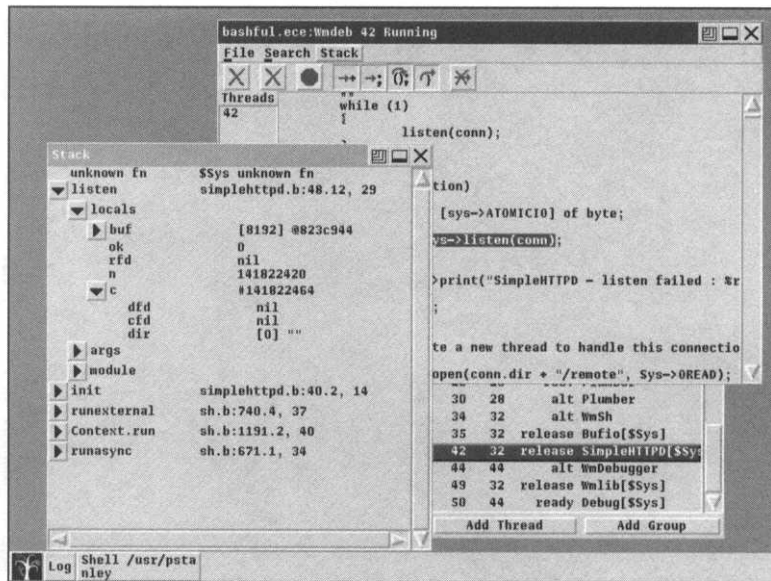 bashful.ece:Wmdeb 42 Running
File Search Stack
Threads
42
while (1)
{
listen(conn);
Stack
unknown fn $Sys unknown fn
listen simplehttpd.b:48.12, 29
locals
buf [8192] @823c944
ok 0
rfd nil
n 141822420
c #141822464
dfd nil
cfd nil
dir [0] ""
args
module
init simplehttpd.b:40.2, 14
runexternal sh.b:740.4, 37
Context.run sh.b:1191.2, 40
runasync sh.b:671.1, 34
tion)
[sys->ATOMICIO] of byte;
ys->listen(conn);
>print("SimpleHTTPD - listen failed : %r
;
te a new thread to handle this connectio
open(conn.dir + "/remote", Sys->OREAD);
30 28 alt Plumber
34 32 alt WmSh
35 32 release Bufio[$Sys]
42 32 release SimpleHTTPD[$Sys
44 44 alt WmDebugger
49 32 release Wmlib[$Sys]
50 44 ready Debug[$Sys]
Add Thread Add Group
Log Shell /usr/psta
nley